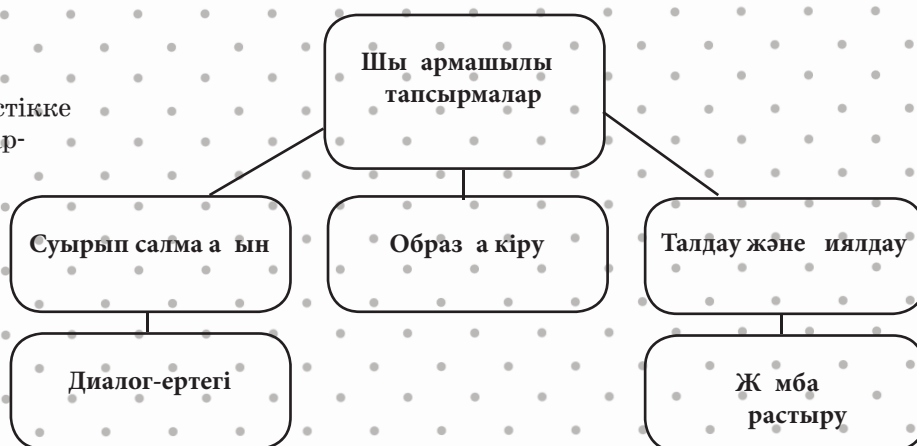 Шы армашылы
тапсырмалар
стікке
Суырып салма а ын
Образ а кіру
Талдау және иялдау
Диалог-ертегі
Ж мба
растыру